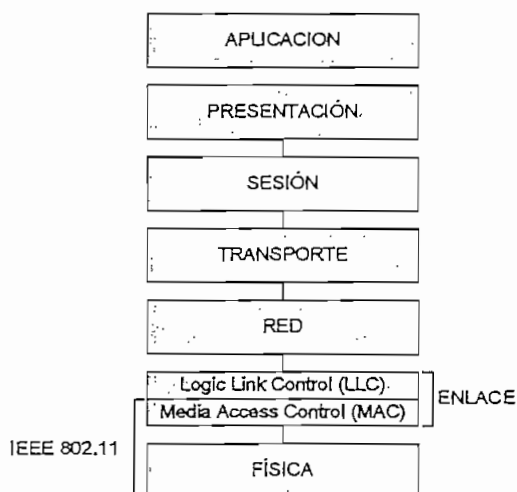 APLICACION
PRESENTACIÓN
SESIÓN
TRANSPORTE
RED
Logic Link Control (LLC)
Media Access Control (MAC)
ENLACE
IEEE 802.11
FÍSICA